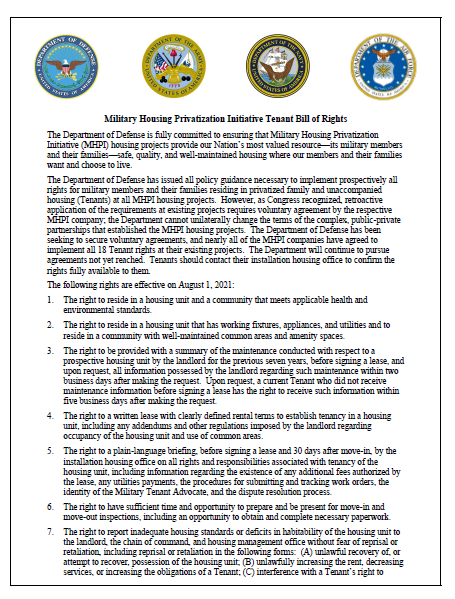 DEPARTMENT OF DEFENSE
UNITED STATES OF AMERICA
DEPARTMENT OF THE ARMY
UNITED STATES OF AMERICA
DEPARTMENT OF THE NAVY
UNITED STATES OF AMERICA
DEPARTMENT OF THE AIR FORCE
UNITED STATES OF AMERICA
Military Housing Privatization Initiative Tenant Bill of Rights
The Department of Defense is fully committed to ensuring that Military Housing Privatization
Initiative (MHPI) housing projects provide our Nation's most valued resource—its military members
and their families—safe, quality, and well-maintained housing where our members and their families
want and choose to live.
The Department of Defense has issued all policy guidance necessary to implement prospectively all
rights for military members and their families residing in privatized family and unaccompanied
housing (Tenants) at all MHPI housing projects. However, as Congress recognized, retroactive
application of the requirements at existing projects requires voluntary agreement by the respective
MHPI company; the Department cannot unilaterally change the terms of the complex, public-private
partnerships that established the MHPI housing projects. The Department of Defense has been
seeking to secure voluntary agreements, and nearly all of the MHPI companies have agreed to
implement all 18 Tenant rights at their existing projects. The Department will continue to pursue
agreements not yet reached. Tenants should contact their installation housing office to confirm the
rights fully available to them.
The following rights are effective on August 1, 2021:
1. The right to reside in a housing unit and a community that meets applicable health and
environmental standards.
2. The right to reside in a housing unit that has working fixtures, appliances, and utilities and to
reside in a community with well-maintained common areas and amenity spaces.
3. The right to be provided with a summary of the maintenance conducted with respect to a
prospective housing unit by the landlord for the previous seven years, before signing a lease, and
upon request, all information possessed by the landlord regarding such maintenance within two
business days after making the request. Upon request, a current Tenant who did not receive
maintenance information before signing a lease has the right to receive such information within
five business days after making the request.
4. The right to a written lease with clearly defined rental terms to establish tenancy in a housing
unit, including any addendums and other regulations imposed by the landlord regarding
occupancy of the housing unit and use of common areas.
5. The right to a plain-language briefing, before signing a lease and 30 days after move-in, by the
installation housing office on all rights and responsibilities associated with tenancy of the
housing unit, including information regarding the existence of any additional fees authorized by
the lease, any utilities payments, the procedures for submitting and tracking work orders, the
identity of the Military Tenant Advocate, and the dispute resolution process.
6. The right to have sufficient time and opportunity to prepare and be present for move-in and
move-out inspections, including an opportunity to obtain and complete necessary paperwork.
7. The right to report inadequate housing standards or deficits in habitability of the housing unit to
the landlord, the chain of command, and housing management office without fear of reprisal or
retaliation, including reprisal or retaliation in the following forms: (A) unlawful recovery of, or
attempt to recover, possession of the housing unit; (B) unlawfully increasing the rent, decreasing
services, or increasing the obligations of a Tenant; (C) interference with a Tenant's right to